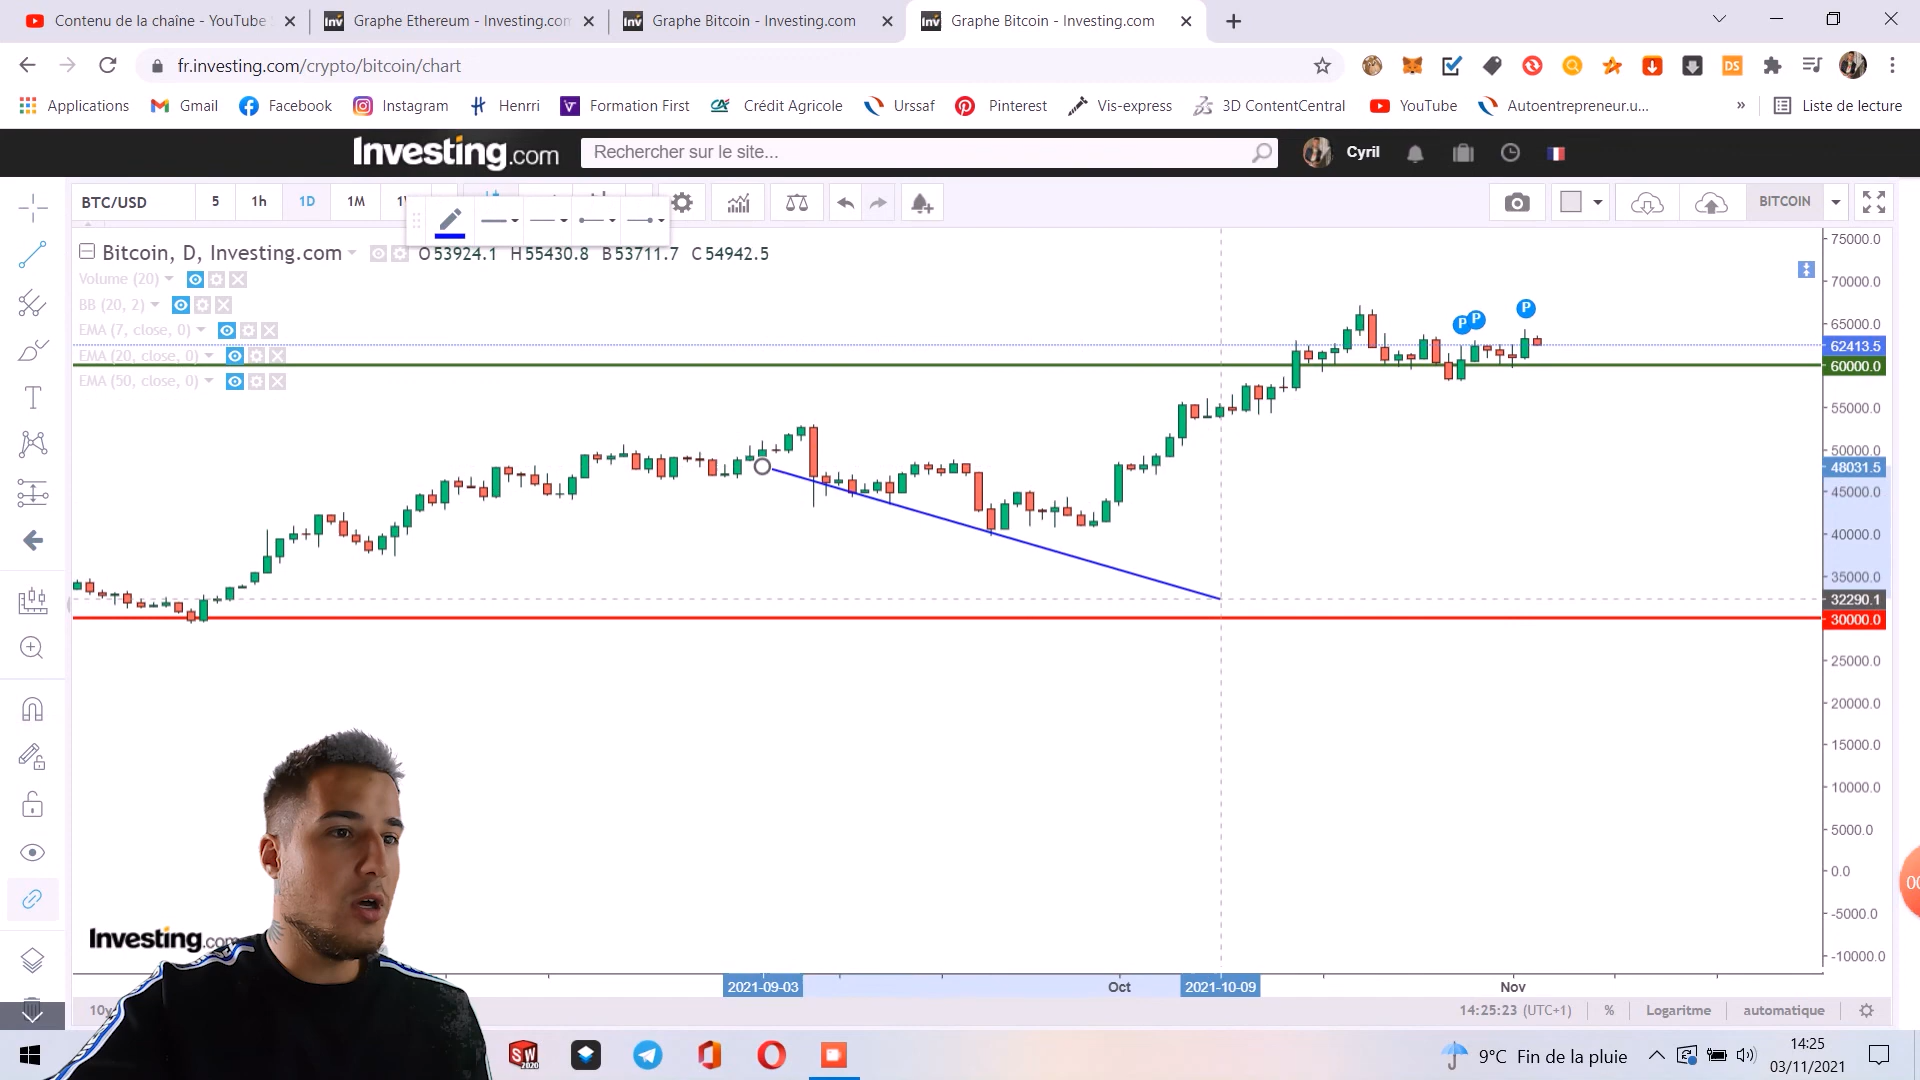 Contenu de la chaîne - YouTube
Graphe Ethereum - Investing.com
Graphe Bitcoin - Investing.com
Graphe Bitcoin - Investing.com
fr.investing.com/crypto/bitcoin/chart
Applications
Gmail
Facebook
Instagram
Henrri
Formation First
Crédit Agricole
Urssaf
Pinterest
Vis-express
3D ContentCentral
YouTube
Autoentrepreneur.u...
»
Liste de lecture
Investing.com
Rechercher sur le site...
Cyril
BTC/USD
5
1h
1D
1M
BITCOIN
Bitcoin, D, Investing.com
O53924.1 H55430.8 B53711.7 C54942.5
Volume (20)
BB (20, 2)
EMA (7, close, 0)
EMA (20, close, 0)
EMA (50, close, 0)
P
P
P
75000.0
70000.0
65000.0
62413.5
60000.0
55000.0
50000.0
48031.5
45000.0
40000.0
35000.0
32290.1
30000.0
25000.0
20000.0
15000.0
10000.0
5000.0
0.0
-5000.0
-10000.0
Investing.com
2021-09-03
Oct
2021-10-09
Nov
14:25:23 (UTC+1)
%
Logaritme
automatique
9°C Fin de la pluie
14:25
03/11/2021